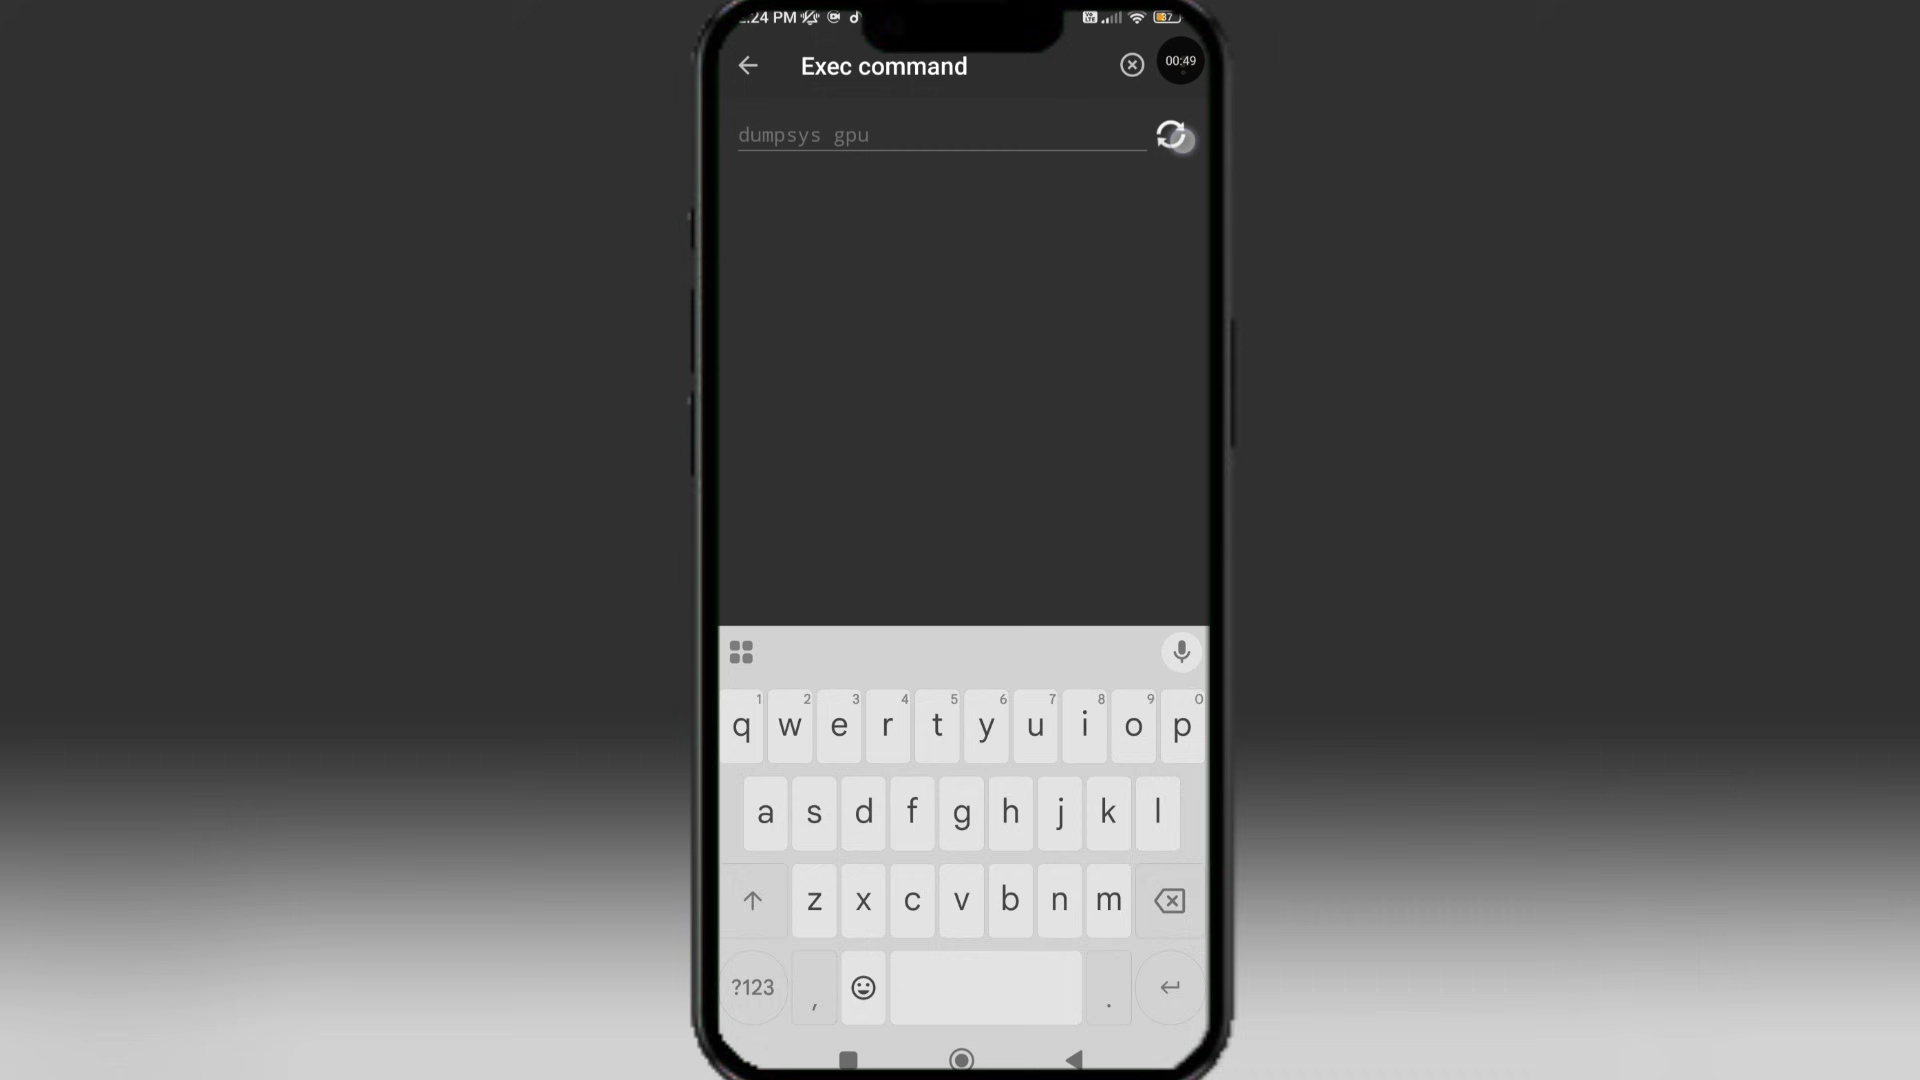 :24 PM 37
Exec command 00:49
dumpsys gpu
1 2 3 4 5 6 7 8 9 0
q w e r t y u i o p
a s d f g h j k l
z x c v b n m
?123 , .